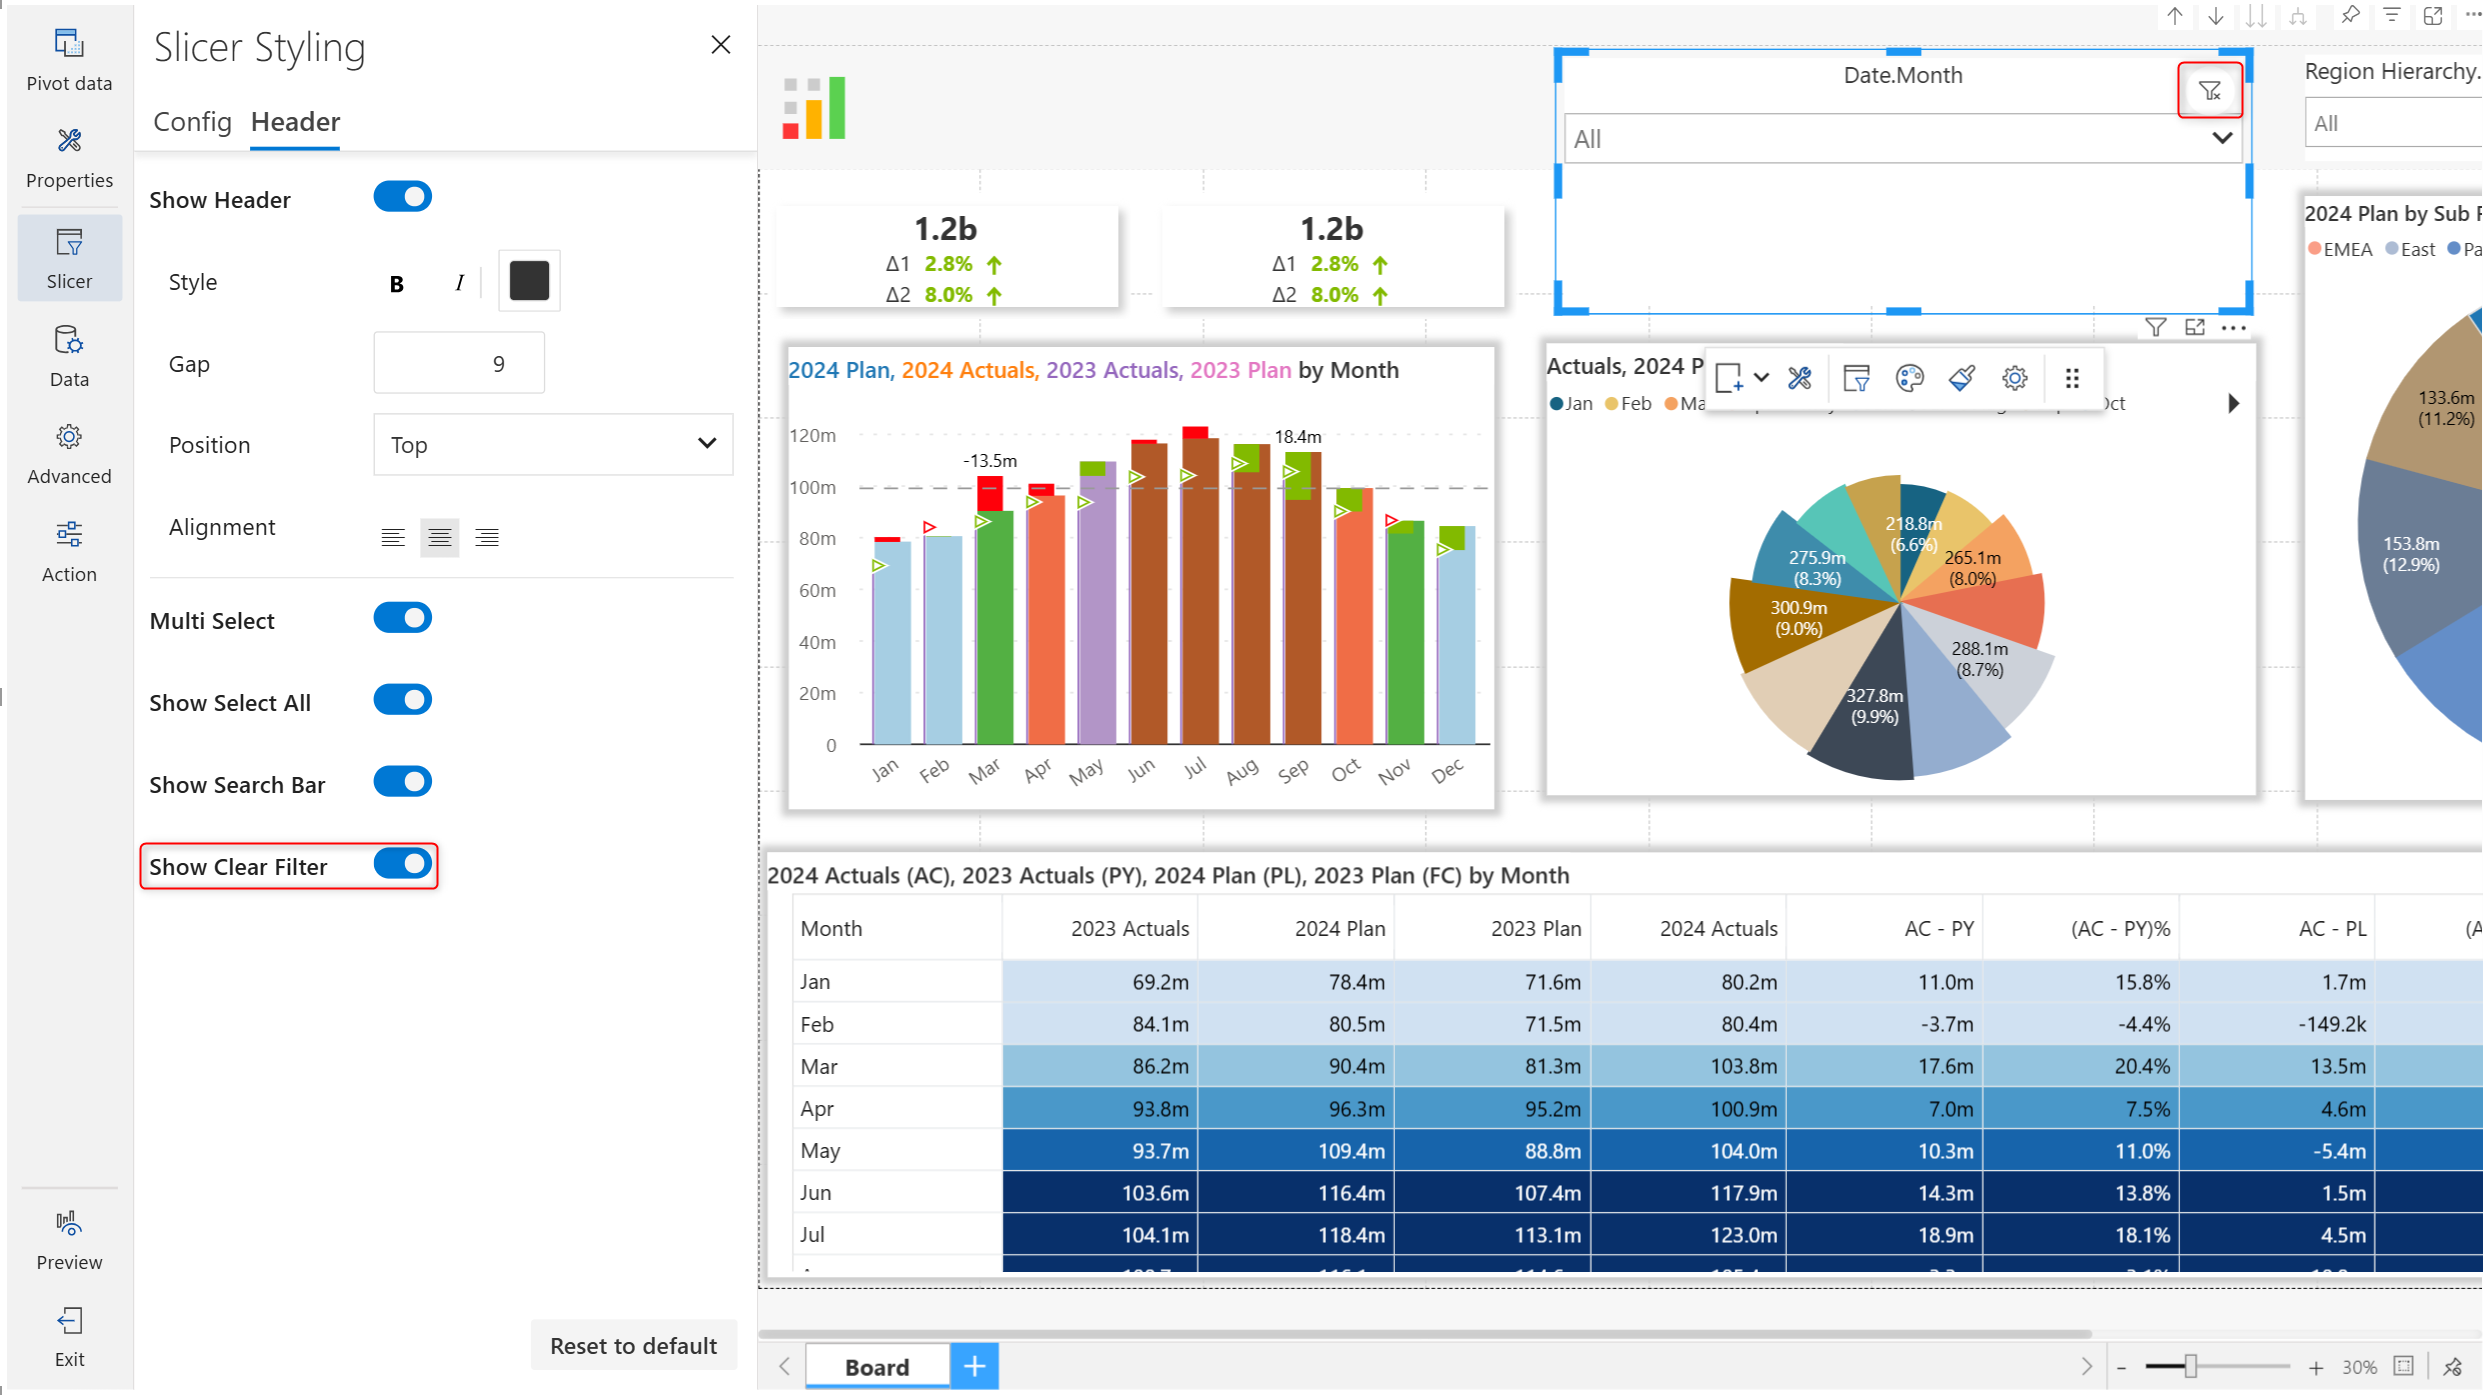 Pivot data
Properties
Slicer
Data
Advanced
Action
Preview
Exit
Slicer Styling
Config Header
Show Header
Style B I
Gap 9
Position Top
Alignment
Multi Select
Show Select All
Show Search Bar
Show Clear Filter
Reset to default
Date.Month
All
Region Hierarchy.
All
1.2b
Δ1 2.8%
Δ2 8.0%
1.2b
Δ1 2.8%
Δ2 8.0%
2024 Plan, 2024 Actuals, 2023 Actuals, 2023 Plan by Month
120m
100m
80m
60m
40m
20m
0
-13.5m
18.4m
Jan Feb Mar Apr May Jun Jul Aug Sep Oct Nov Dec
Actuals, 2024 P
Jan Feb Ma Oct
218.8m
(6.6%)
265.1m
(8.0%)
275.9m
(8.3%)
300.9m
(9.0%)
288.1m
(8.7%)
327.8m
(9.9%)
2024 Plan by Sub
EMEA East Pa
133.6m
(11.2%)
153.8m
(12.9%)
2024 Actuals (AC), 2023 Actuals (PY), 2024 Plan (PL), 2023 Plan (FC) by Month
Month 2023 Actuals 2024 Plan 2023 Plan 2024 Actuals AC - PY (AC - PY)% AC - PL (A
Jan 69.2m 78.4m 71.6m 80.2m 11.0m 15.8% 1.7m
Feb 84.1m 80.5m 71.5m 80.4m -3.7m -4.4% -149.2k
Mar 86.2m 90.4m 81.3m 103.8m 17.6m 20.4% 13.5m
Apr 93.8m 96.3m 95.2m 100.9m 7.0m 7.5% 4.6m
May 93.7m 109.4m 88.8m 104.0m 10.3m 11.0% -5.4m
Jun 103.6m 116.4m 107.4m 117.9m 14.3m 13.8% 1.5m
Jul 104.1m 118.4m 113.1m 123.0m 18.9m 18.1% 4.5m
Board +
- + 30%